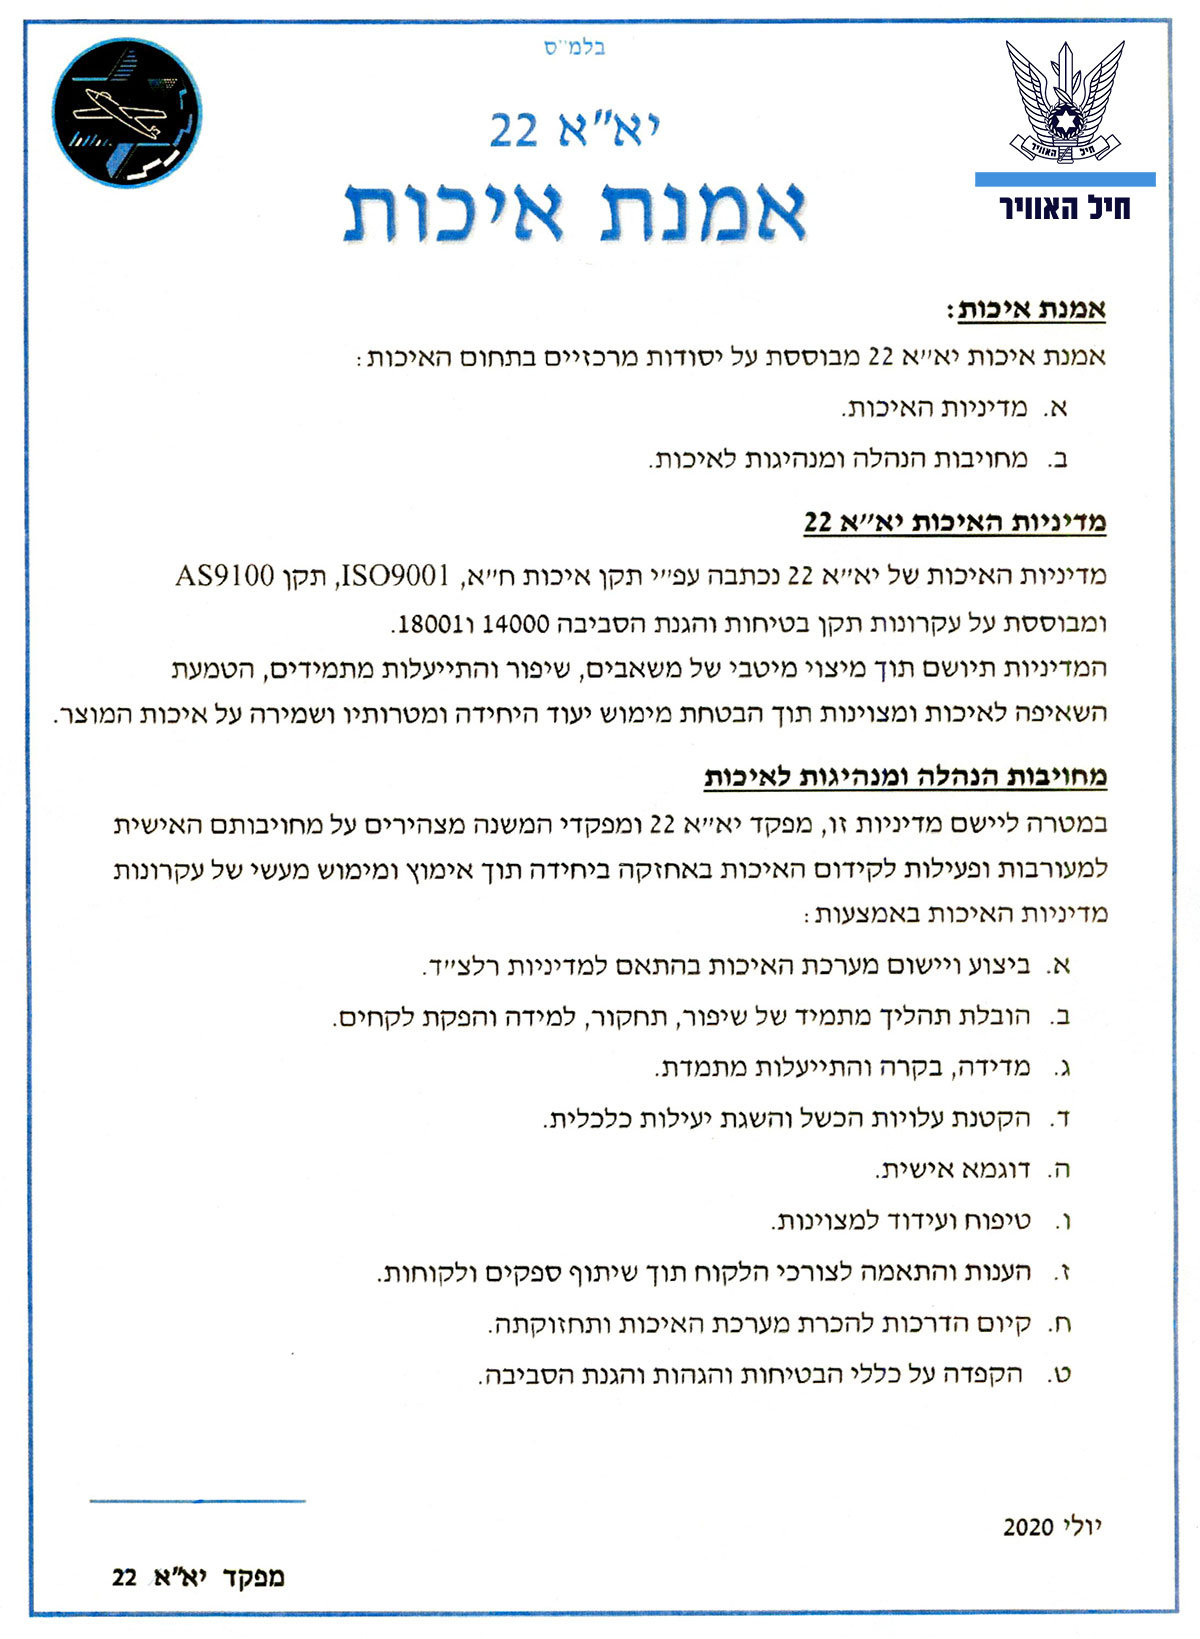 בלמ"ס
חיל האוויר
חיל האוויר
יא"א 22
אמנת איכות
אמנת איכות:
אמנת איכות יא"א 22 מבוססת על יסודות מרכזיים בתחום האיכות:
א. מדיניות האיכות.
ב. מחויבות הנהלה ומנהיגות לאיכות.
מדיניות האיכות יא"א 22
מדיניות האיכות של יא"א 22 נכתבה עפ"י תקן איכות ח"א, ISO9001, תקן AS9100
ומבוססת על עקרונות תקן בטיחות והגנת הסביבה 14000 ו18001.
המדיניות תיושם תוך מיצוי מיטבי של משאבים, שיפור והתייעלות מתמידים, הטמעת
השאיפה לאיכות ומצוינות תוך הבטחת מימוש יעוד היחידה ומטרותיו ושמירה על איכות המוצר.
מחויבות הנהלה ומנהיגות לאיכות
במטרה ליישם מדיניות זו, מפקד יא"א 22 ומפקדי המשנה מצהירים על מחויבותם האישית
למעורבות ופעילות לקידום האיכות באחזקה ביחידה תוך אימוץ ומימוש מעשי של עקרונות
מדיניות האיכות באמצעות:
א. ביצוע ויישום מערכת האיכות בהתאם למדיניות רלצ"ד.
ב. הובלת תהליך מתמיד של שיפור, תחקור, למידה והפקת לקחים.
ג. מדידה, בקרה והתייעלות מתמדת.
ד. הקטנת עלויות הכשל והשגת יעילות כלכלית.
ה. דוגמא אישית.
ו. טיפוח ועידוד למצוינות.
ז. הענות והתאמה לצורכי הלקוח תוך שיתוף ספקים ולקוחות.
ח. קיום הדרכות להכרת מערכת האיכות ותחזוקתה.
ט. הקפדה על כללי הבטיחות והגהות והגנת הסביבה.
יולי 2020
מפקד יא"א 22